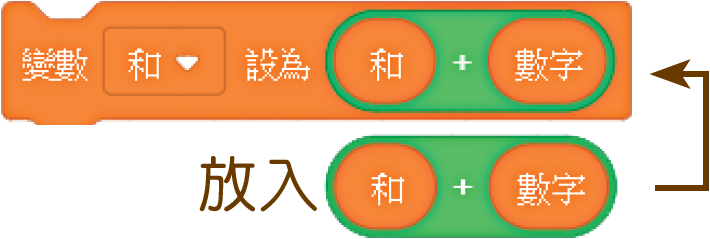 變數 和 設為 和 + 數字
放入 和 + 數字